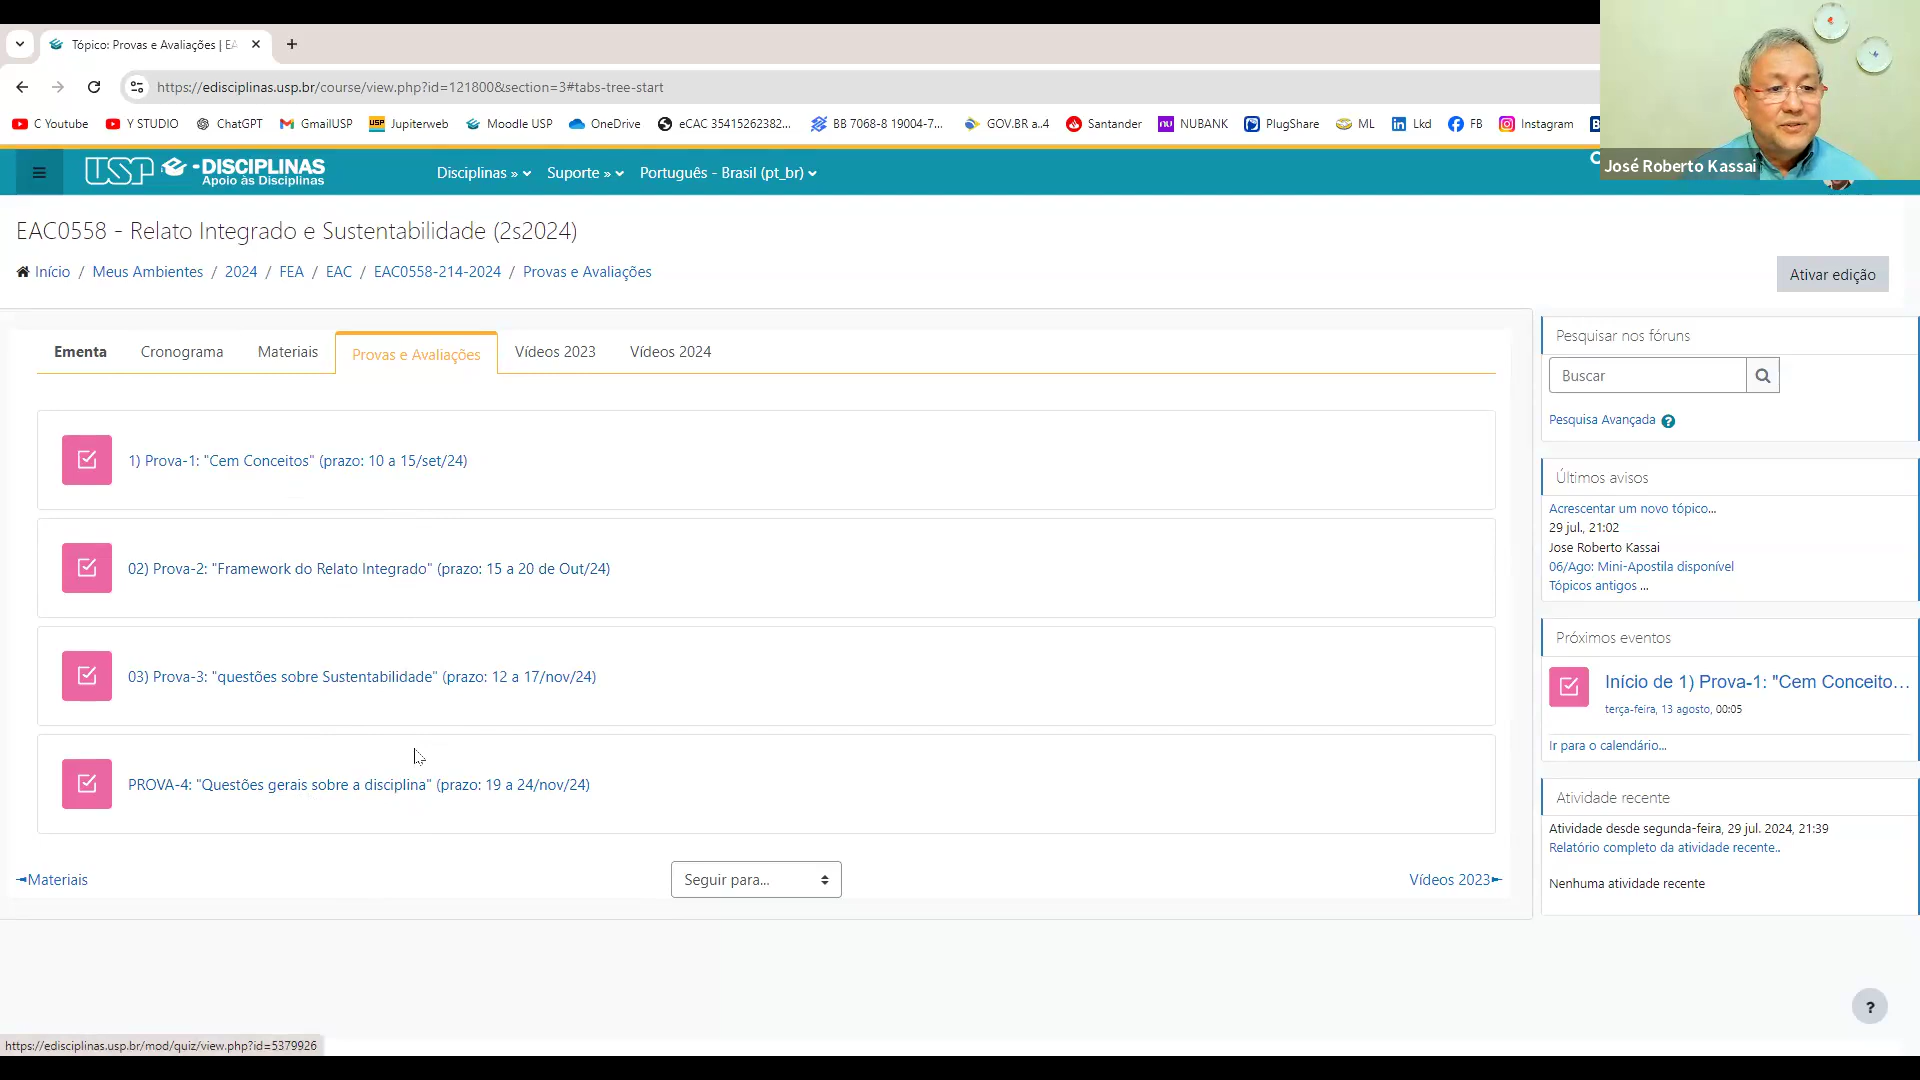 Tópico: Provas e Avaliações | EA
https://edisciplinas.usp.br/course/view.php?id=121800&section=3#tabs-tree-start
C Youtube
Y STUDIO
ChatGPT
GmailUSP
Jupiterweb
Moodle USP
OneDrive
eCAC 35415262382...
BB 7068-8 19004-7...
GOV.BR a..4
Santander
NUBANK
PlugShare
ML
Lkd
FB
Instagram
José Roberto Kassai
USP e-DISCIPLINAS
Apoio às Disciplinas
Disciplinas »
Suporte »
Português - Brasil (pt_br)
EAC0558 - Relato Integrado e Sustentabilidade (2s2024)
Início / Meus Ambientes / 2024 / FEA / EAC / EAC0558-214-2024 / Provas e Avaliações
Ativar edição
Ementa
Cronograma
Materiais
Provas e Avaliações
Vídeos 2023
Vídeos 2024
1) Prova-1: "Cem Conceitos" (prazo: 10 a 15/set/24)
02) Prova-2: "Framework do Relato Integrado" (prazo: 15 a 20 de Out/24)
03) Prova-3: "questões sobre Sustentabilidade" (prazo: 12 a 17/nov/24)
PROVA-4: "Questões gerais sobre a disciplina" (prazo: 19 a 24/nov/24)
◄Materiais
Seguir para...
Vídeos 2023►
Pesquisar nos fóruns
Buscar
Pesquisa Avançada
Últimos avisos
Acrescentar um novo tópico...
29 jul., 21:02
Jose Roberto Kassai
06/Ago: Mini-Apostila disponível
Tópicos antigos ...
Próximos eventos
Início de 1) Prova-1: "Cem Conceito...
terça-feira, 13 agosto, 00:05
Ir para o calendário...
Atividade recente
Atividade desde segunda-feira, 29 jul. 2024, 21:39
Relatório completo da atividade recente..
Nenhuma atividade recente
?
https://edisciplinas.usp.br/mod/quiz/view.php?id=5379926